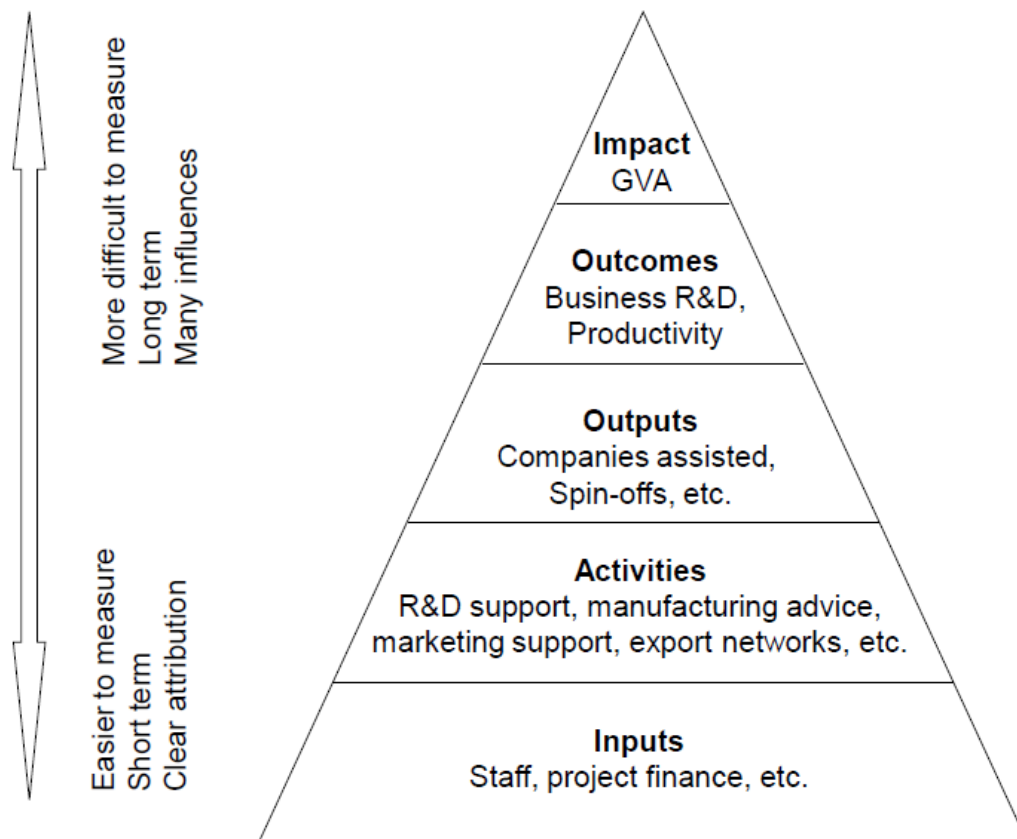 More difficult to measure
Long term
Many influences
Easier to measure
Short term
Clear attribution
Impact
GVA
Outcomes
Business R&D,
Productivity
Outputs
Companies assisted,
Spin-offs, etc.
Activities
R&D support, manufacturing advice,
marketing support, export networks, etc.
Inputs
Staff, project finance, etc.